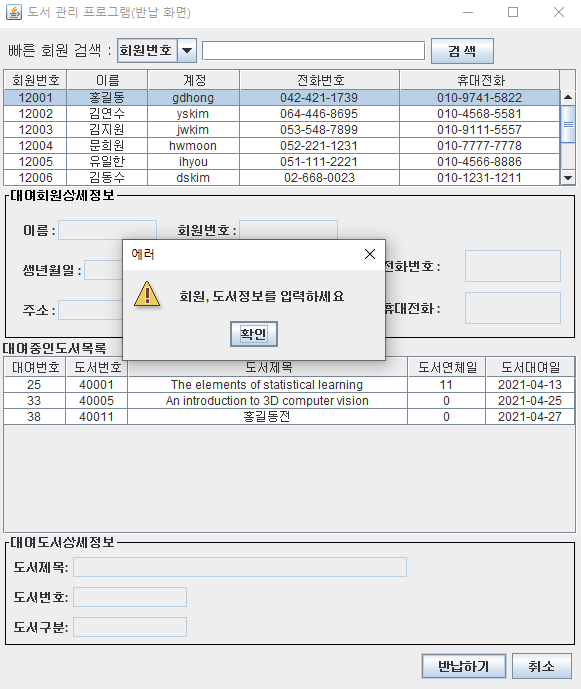 도서 관리 프로그램(반납 화면)
빠른 회원 검색 : 회원번호 검색
회원번호 이름 계정 전화번호 휴대전화
12001 홍길동 gdhong 042-421-1739 010-9741-5822
12002 김연수 yskim 064-446-8695 010-4568-5581
12003 김지원 jwkim 053-548-7899 010-9111-5557
12004 문희원 hwmoon 052-221-1231 010-7777-7778
12005 유일한 ihyou 051-111-2221 010-4566-8886
12006 김동수 dskim 02-668-0023 010-1231-1211
대여회원상세정보
이름 : 회원번호 :
에러
생년월일 : 전화번호 :
회원, 도서정보를 입력하세요
주소 : 휴대전화 :
확인
대여중인도서목록
대여번호 도서번호 도서제목 도서연체일 도서대여일
25 40001 The elements of statistical learning 11 2021-04-13
33 40005 An introduction to 3D computer vision 0 2021-04-25
38 40011 홍길동전 0 2021-04-27
대여도서상세정보
도서제목:
도서번호:
도서구분:
반납하기 취소